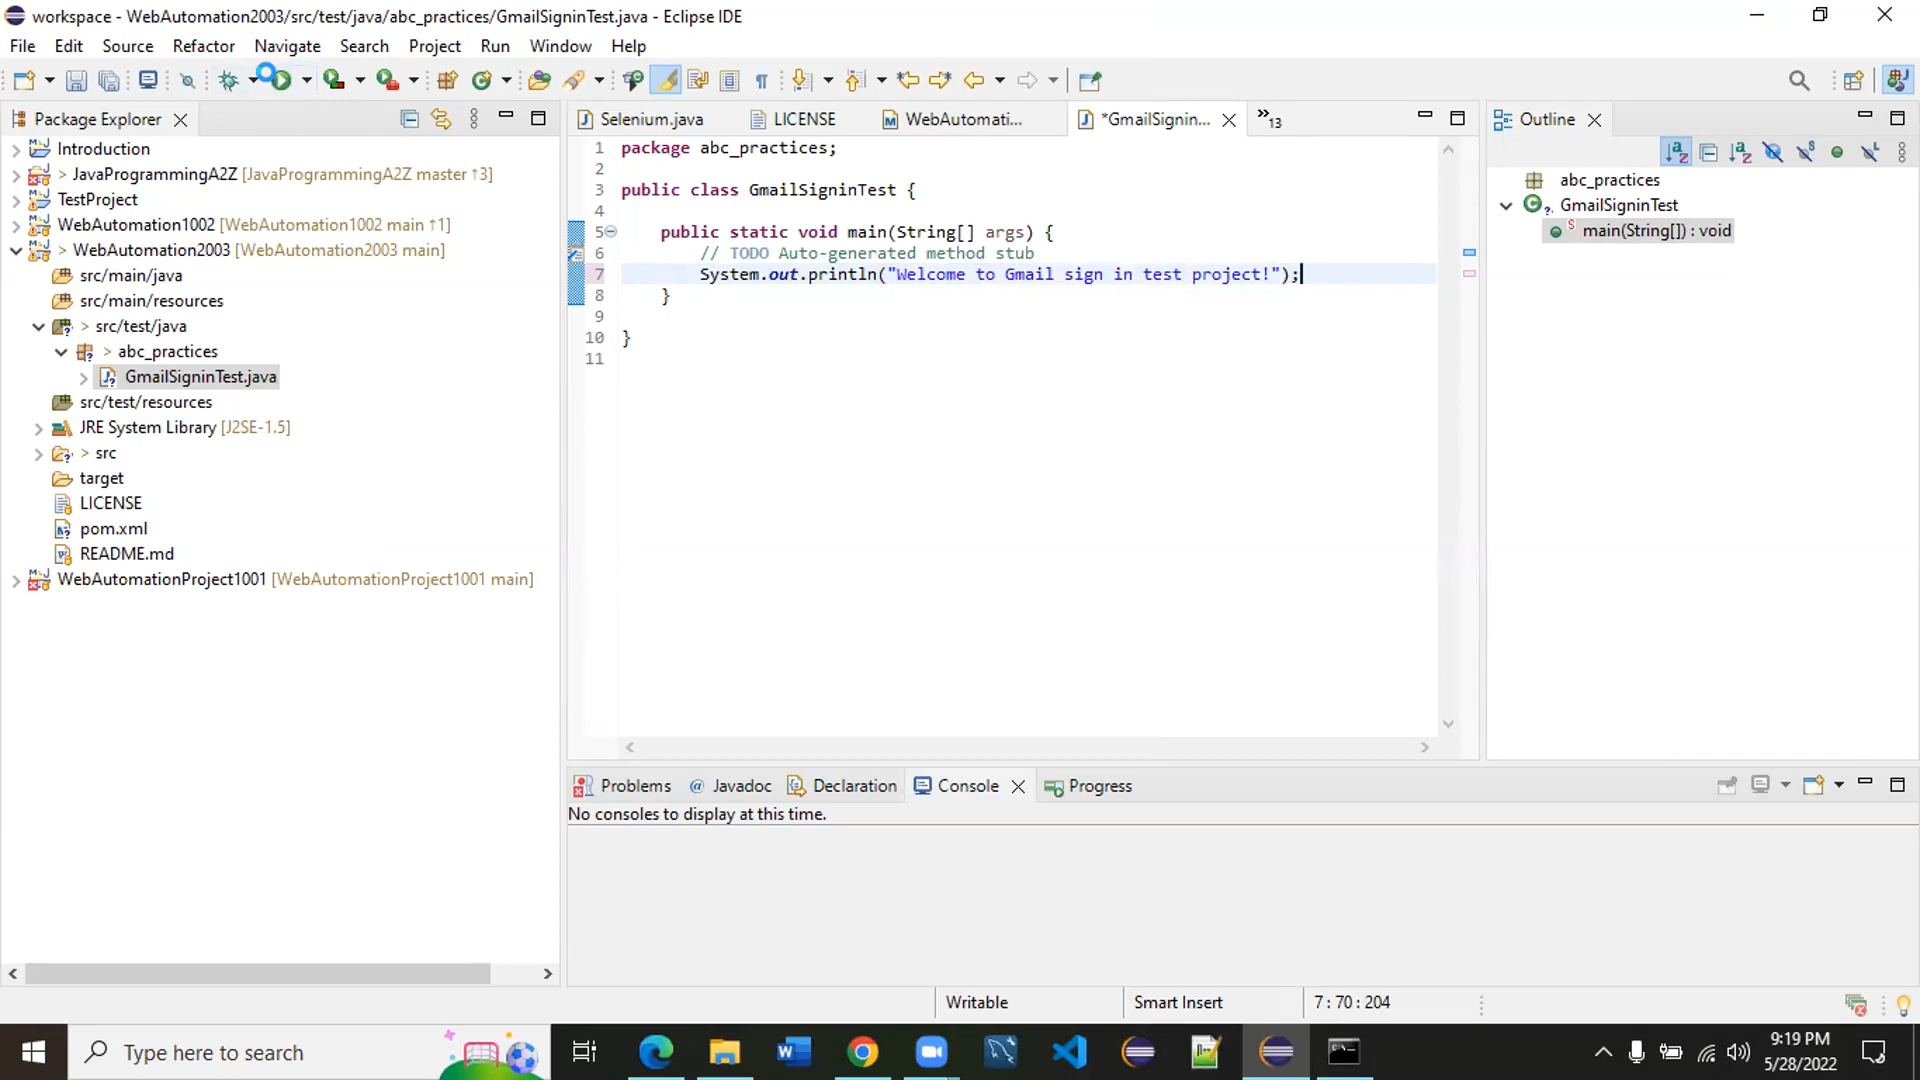 workspace - WebAutomation2003/src/test/java/abc_practices/GmailSigninTest.java - Eclipse IDE
File Edit Source Refactor Navigate Search Project Run Window Help
Package Explorer
Introduction
> JavaProgrammingA2Z [JavaProgrammingA2Z master ↑3]
TestProject
WebAutomation1002 [WebAutomation1002 main ↑1]
> WebAutomation2003 [WebAutomation2003 main]
src/main/java
src/main/resources
> src/test/java
> abc_practices
GmailSigninTest.java
src/test/resources
JRE System Library [J2SE-1.5]
> src
target
LICENSE
pom.xml
README.md
WebAutomationProject1001 [WebAutomationProject1001 main]
Selenium.java LICENSE WebAutomati... *GmailSignin... »13
1 package abc_practices;
2
3 public class GmailSigninTest {
4
5 public static void main(String[] args) {
6 // TODO Auto-generated method stub
7 System.out.println("Welcome to Gmail sign in test project!");
8 }
9
10 }
11
Outline
abc_practices
GmailSigninTest
main(String[]) : void
Problems @ Javadoc Declaration Console Progress
No consoles to display at this time.
Writable Smart Insert 7 : 70 : 204
Type here to search
9:19 PM
5/28/2022